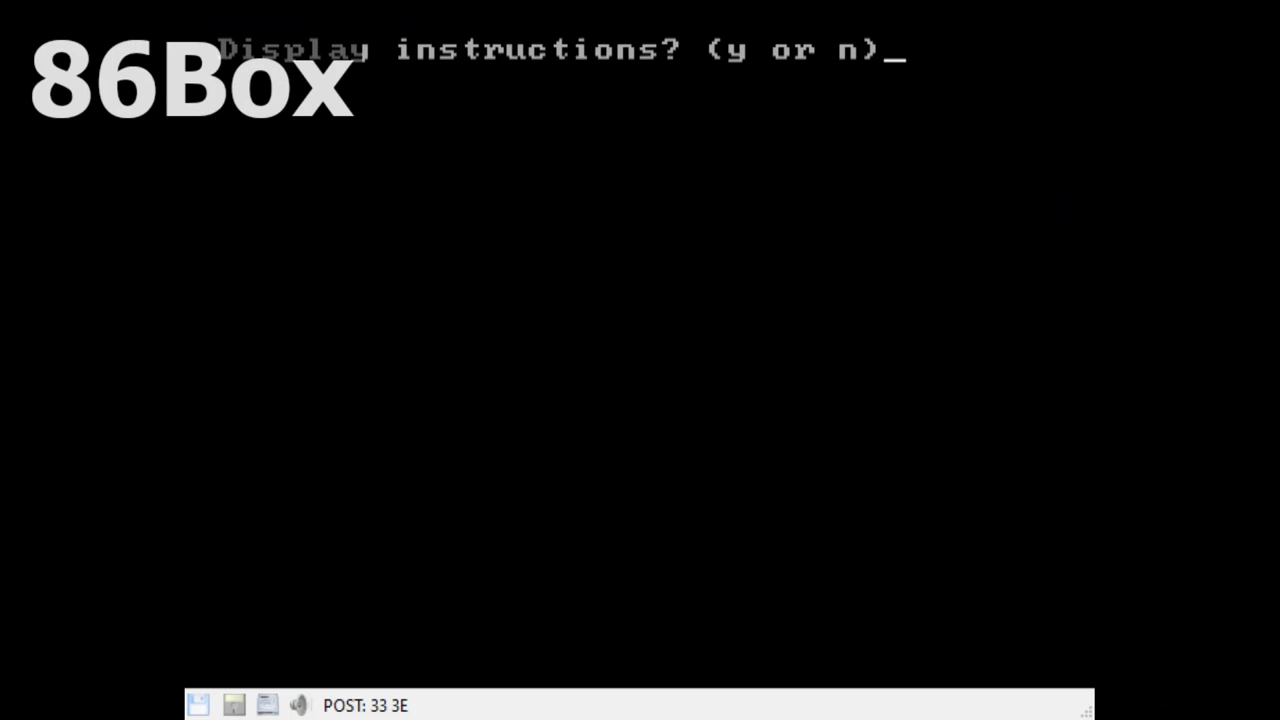 Display instructions? (y or n)_
86Box
POST: 33 3E